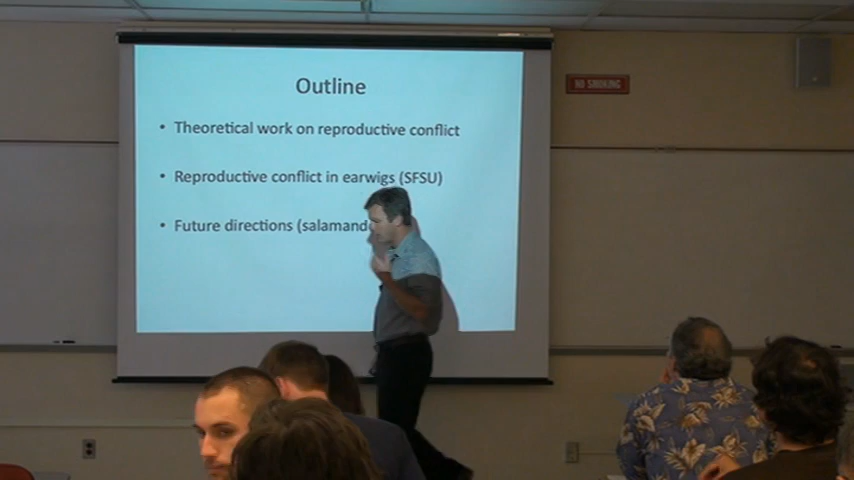 Outline
• Theoretical work on reproductive conflict
• Reproductive conflict in earwigs (SFSU)
• Future directions (salamand
NO SMOKING